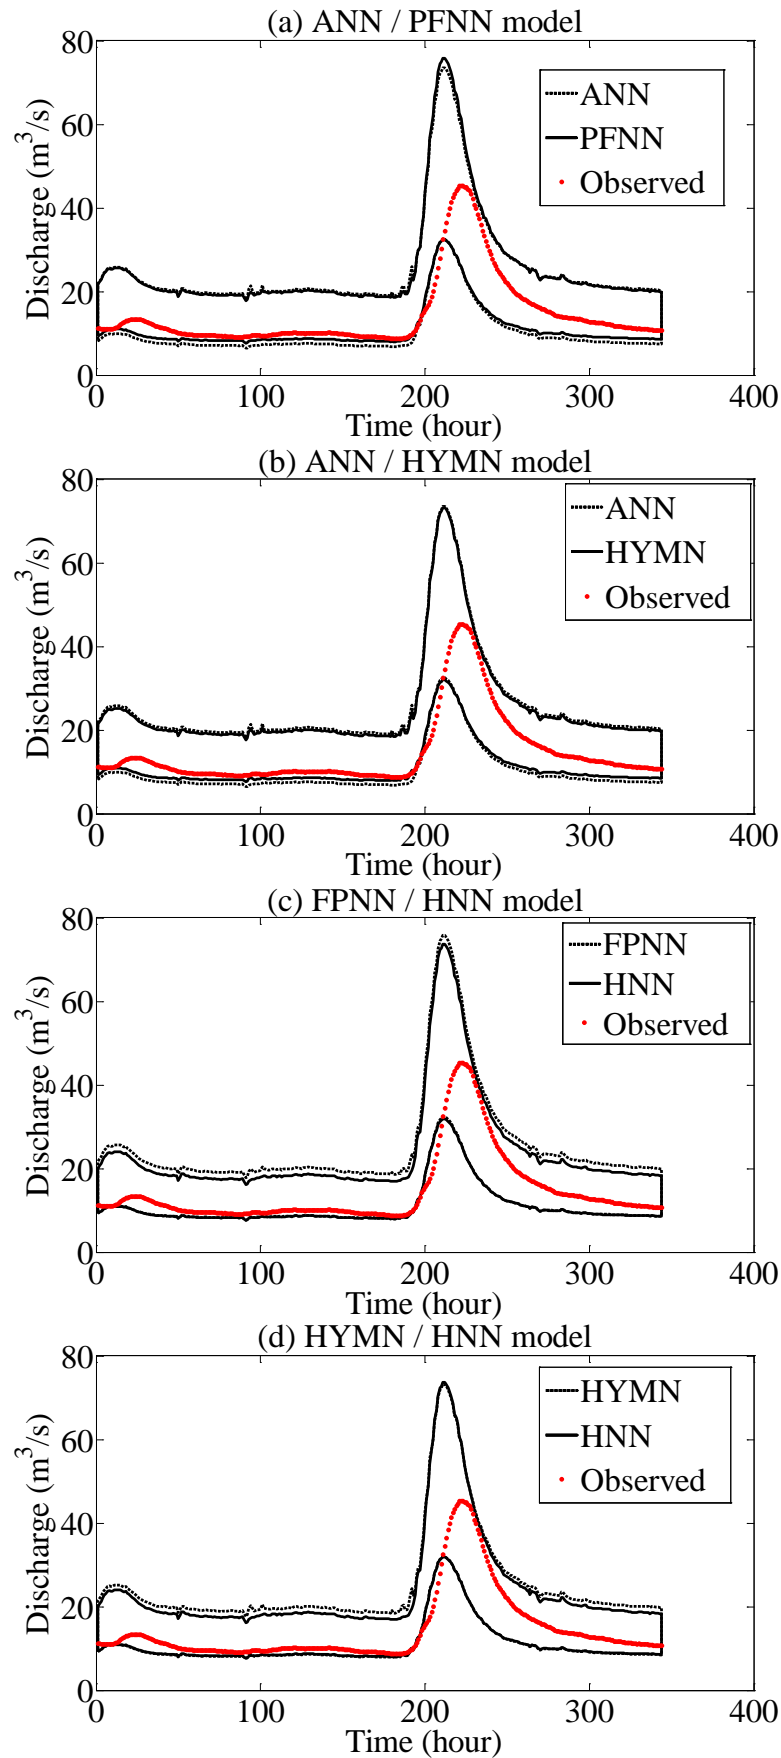 (a) ANN / PFNN model
80
60
40
20
0
Discharge (m³/s)
ANN
PFNN
Observed
0 100 200 300 400
Time (hour)
(b) ANN / HYMN model
80
60
40
20
0
Discharge (m³/s)
ANN
HYMN
Observed
0 100 200 300 400
Time (hour)
(c) FPNN / HNN model
80
60
40
20
0
Discharge (m³/s)
FPNN
HNN
Observed
0 100 200 300 400
Time (hour)
(d) HYMN / HNN model
80
60
40
20
0
Discharge (m³/s)
HYMN
HNN
Observed
0 100 200 300 400
Time (hour)